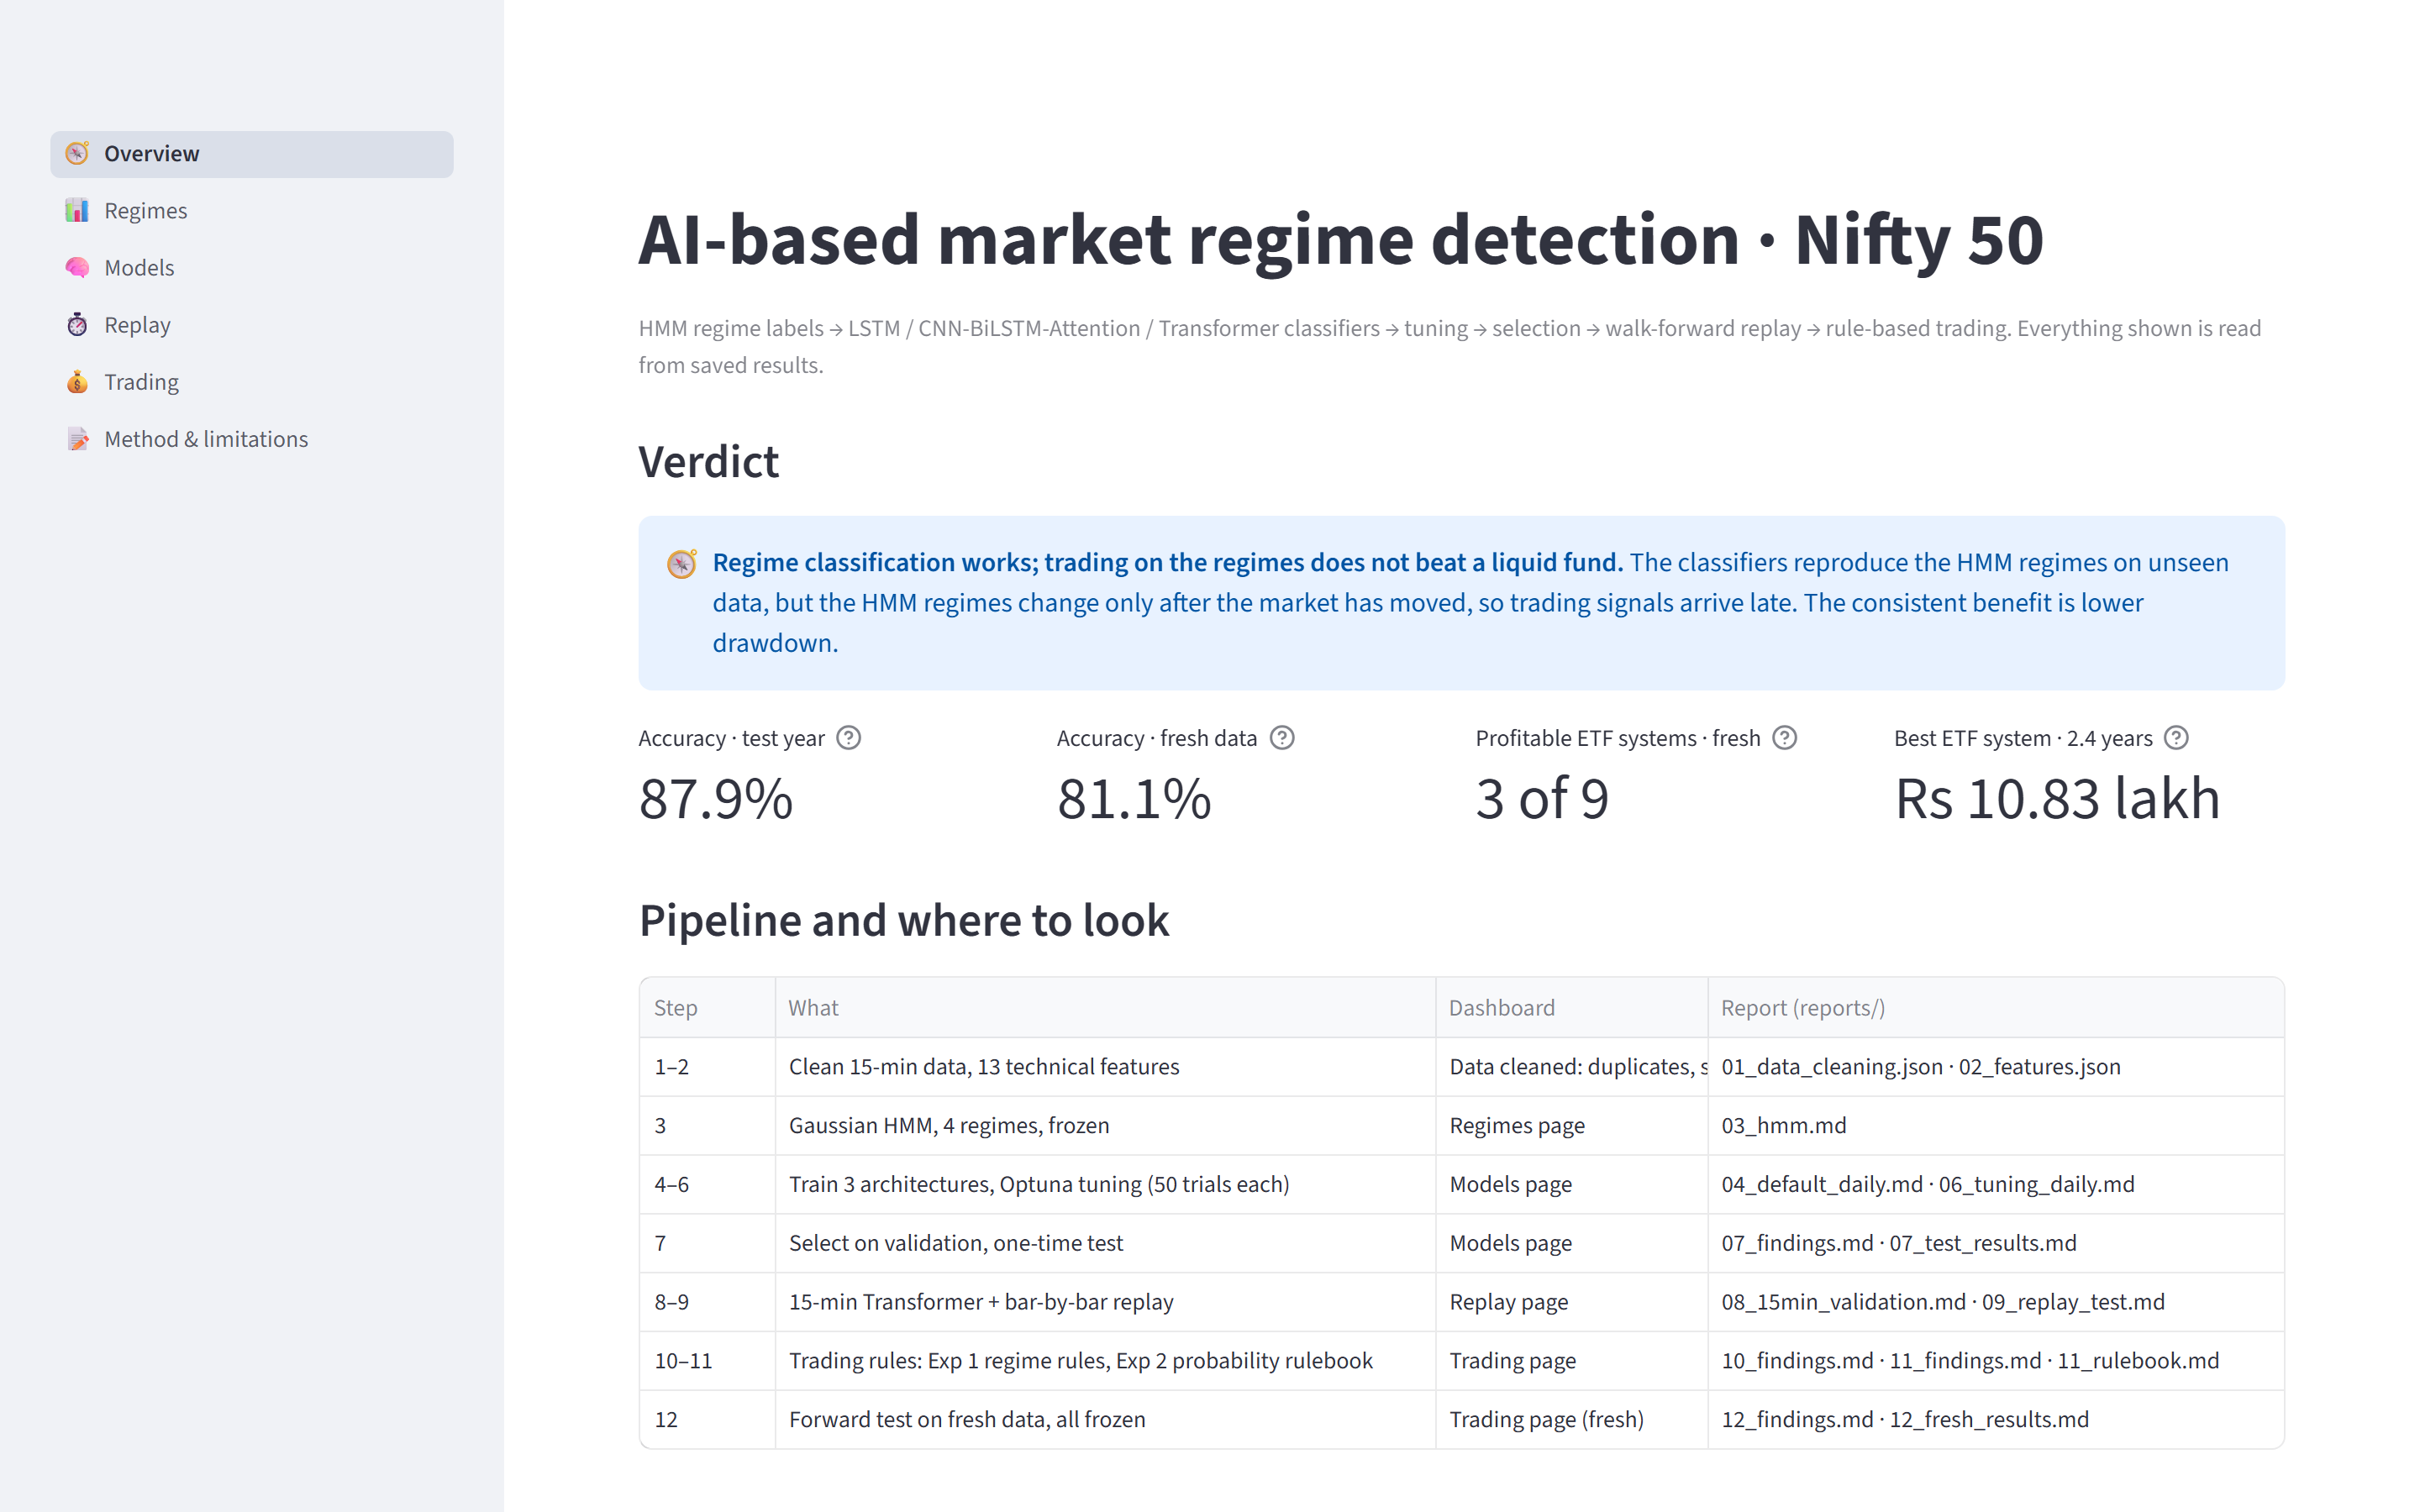 Overview
Regimes
Models
Replay
Trading
Method & limitations
AI-based market regime detection · Nifty 50
HMM regime labels → LSTM / CNN-BiLSTM-Attention / Transformer classifiers → tuning → selection → walk-forward replay → rule-based trading. Everything shown is read
from saved results.
Verdict
Regime classification works; trading on the regimes does not beat a liquid fund. The classifiers reproduce the HMM regimes on unseen
data, but the HMM regimes change only after the market has moved, so trading signals arrive late. The consistent benefit is lower
drawdown.
Accuracy · test year Accuracy · fresh data Profitable ETF systems · fresh Best ETF system · 2.4 years
87.9% 81.1% 3 of 9 Rs 10.83 lakh
Pipeline and where to look
Step What Dashboard Report (reports/)
1–2 Clean 15-min data, 13 technical features Data cleaned: duplicates, s 01_data_cleaning.json · 02_features.json
3 Gaussian HMM, 4 regimes, frozen Regimes page 03_hmm.md
4–6 Train 3 architectures, Optuna tuning (50 trials each) Models page 04_default_daily.md · 06_tuning_daily.md
7 Select on validation, one-time test Models page 07_findings.md · 07_test_results.md
8–9 15-min Transformer + bar-by-bar replay Replay page 08_15min_validation.md · 09_replay_test.md
10–11 Trading rules: Exp 1 regime rules, Exp 2 probability rulebook Trading page 10_findings.md · 11_findings.md · 11_rulebook.md
12 Forward test on fresh data, all frozen Trading page (fresh) 12_findings.md · 12_fresh_results.md